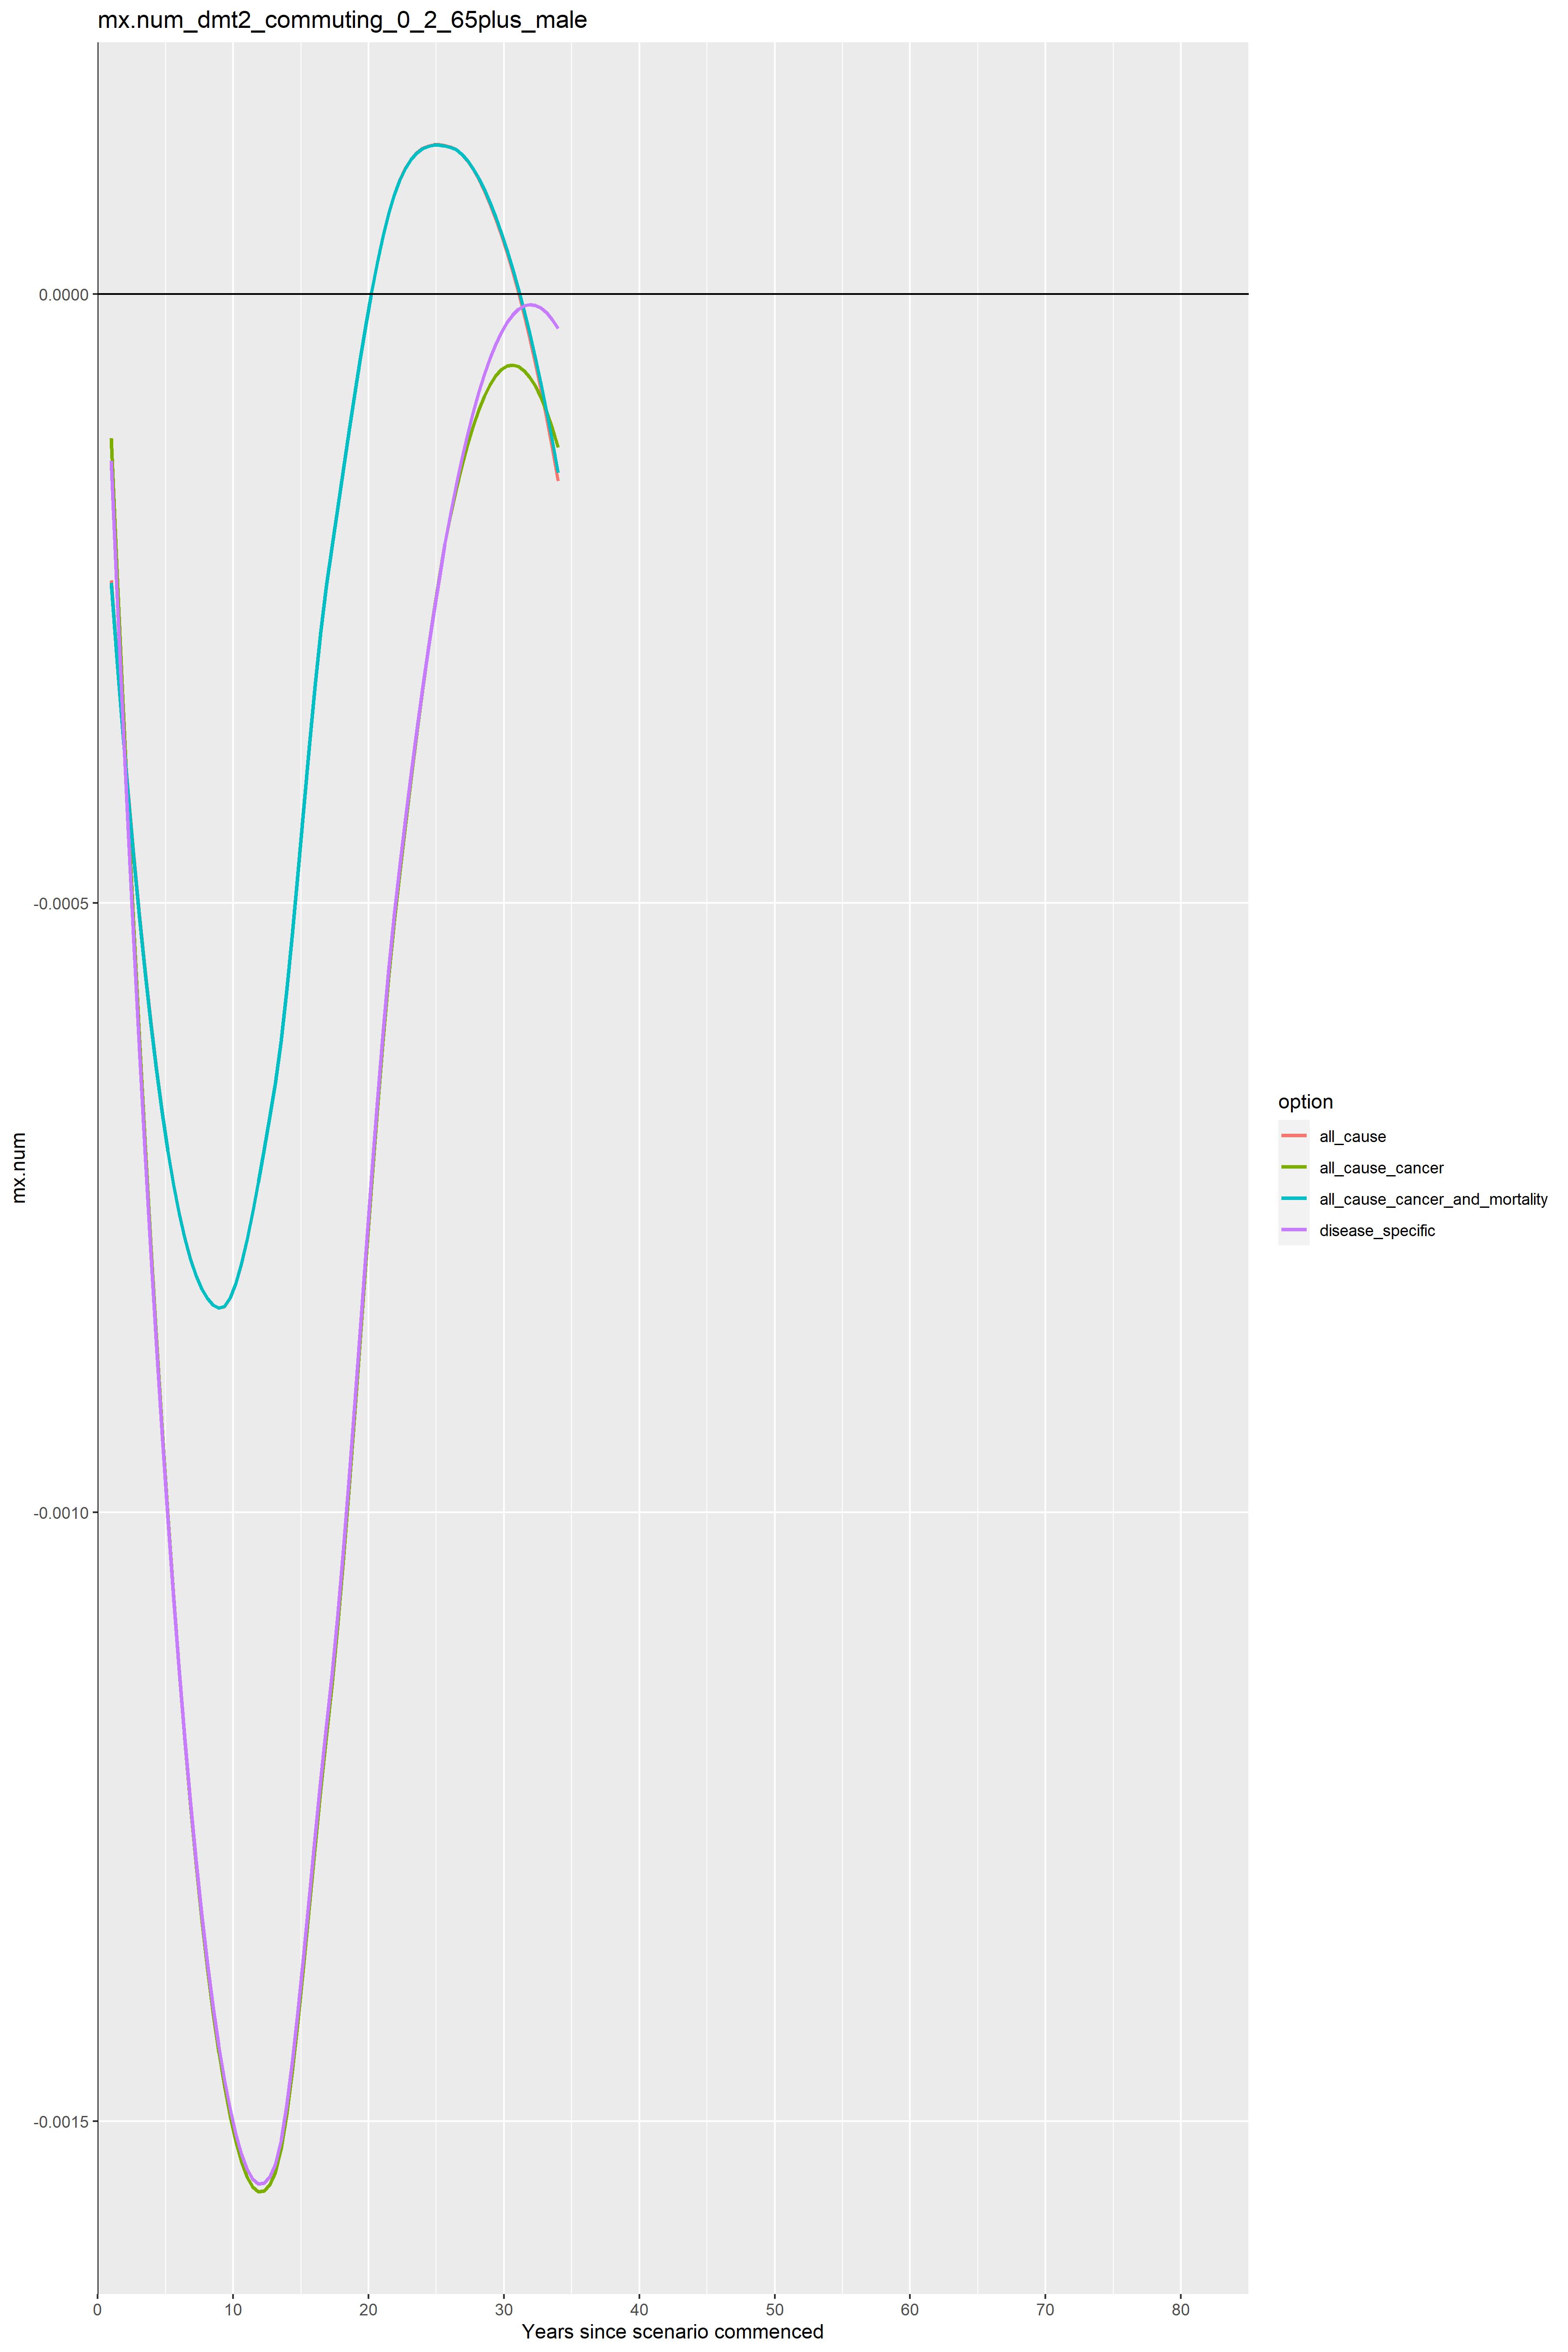 mx.num_dmt2_commuting_0_2_65plus_male
0.0000
-0.0005
-0.0010
-0.0015
mx.num
0 10 20 30 40 50 60 70 80
Years since scenario commenced
option
all_cause
all_cause_cancer
all_cause_cancer_and_mortality
disease_specific